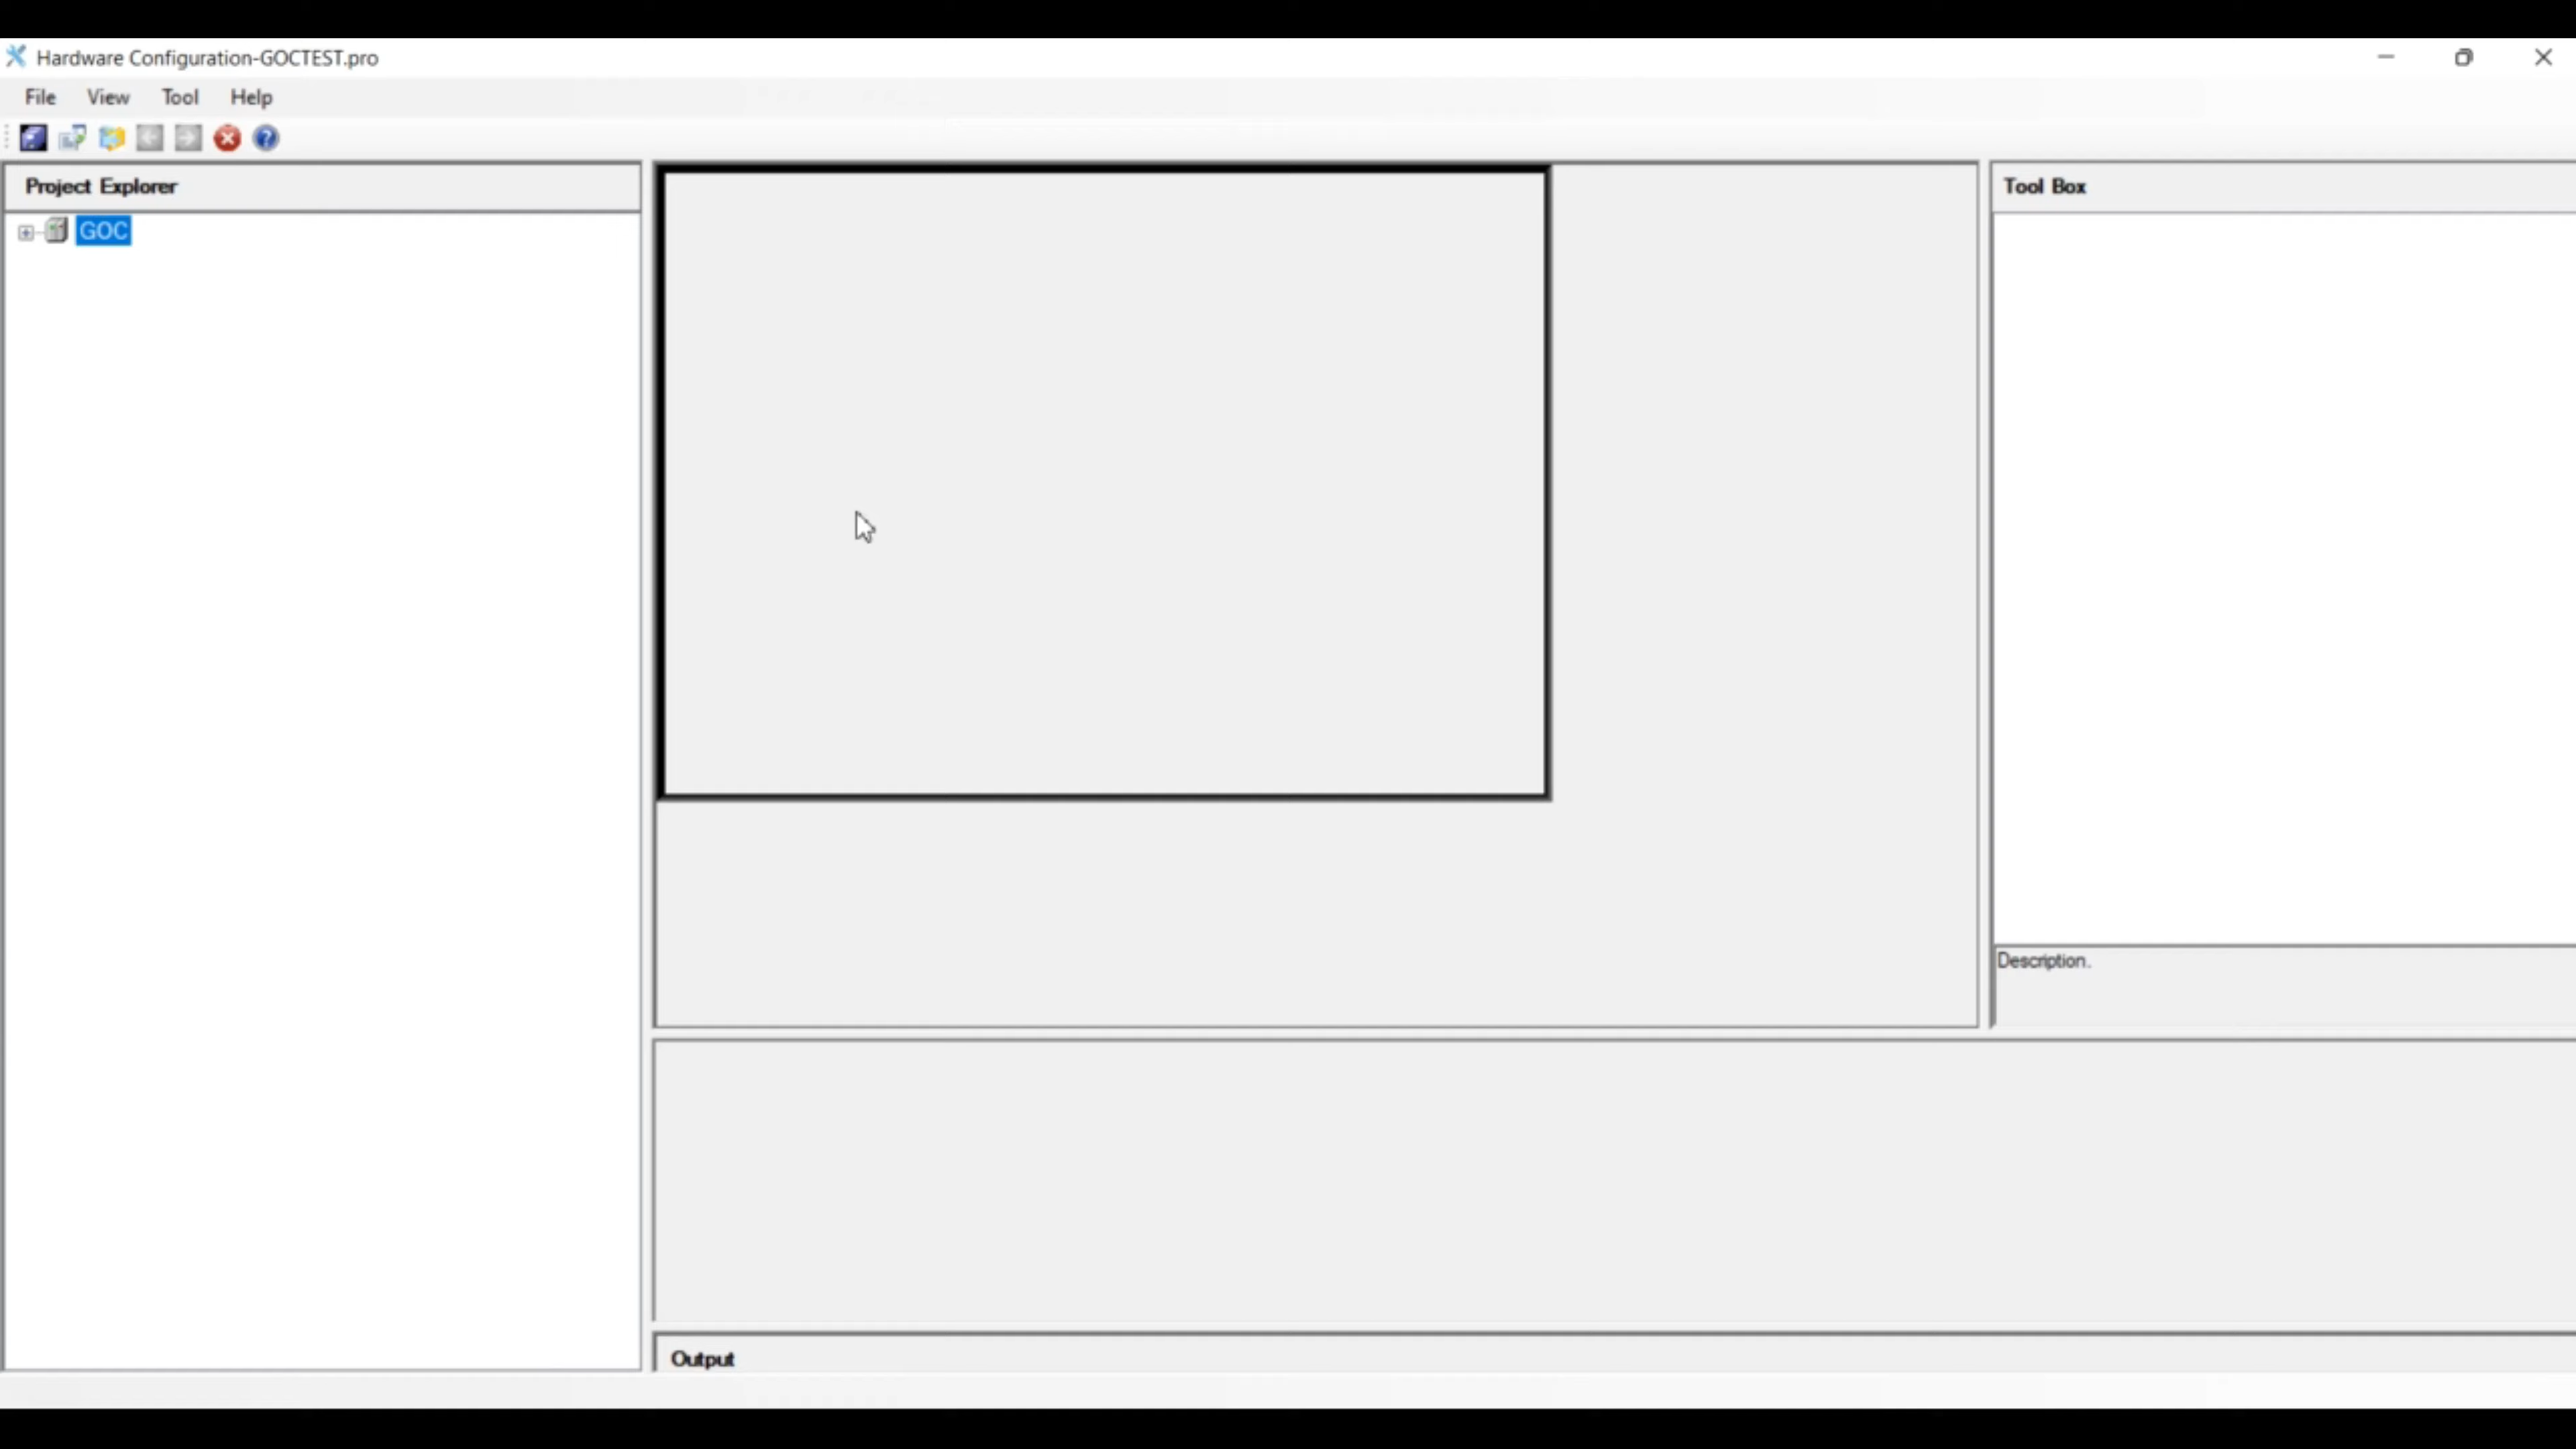 Hardware Configuration-GOCTEST.pro
File View Tool Help
Project Explorer
GOC
Tool Box
Description.
Output